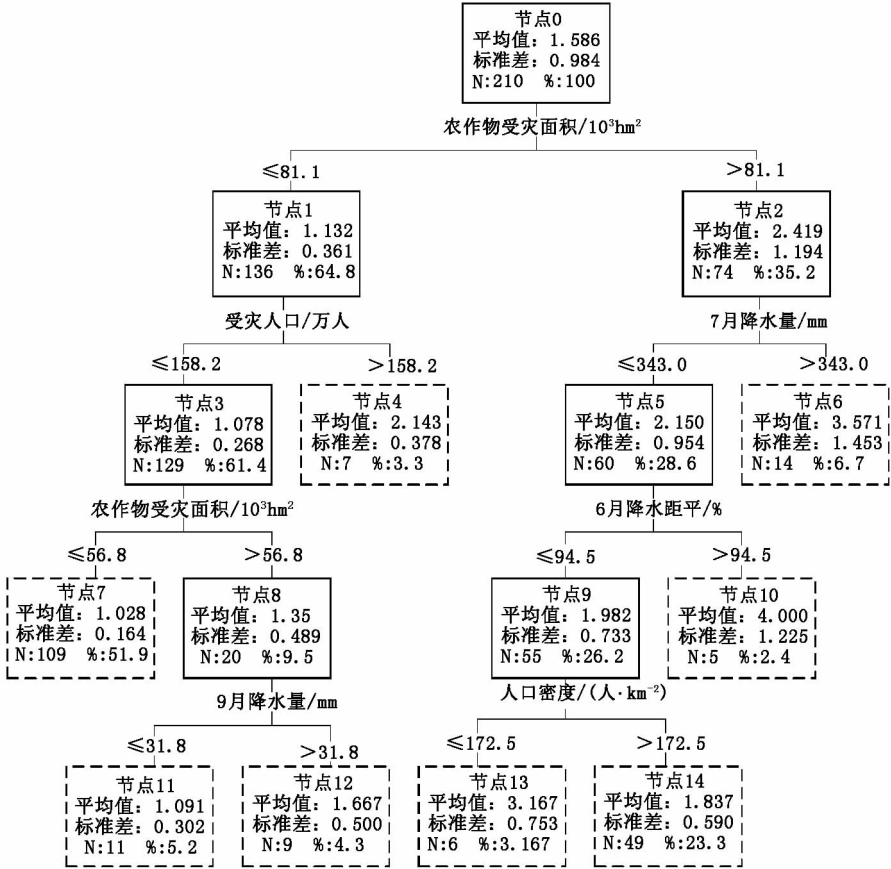 节点0
平均值: 1.586
标准差: 0.984
N:210 %:100
农作物受灾面积/10³hm²
≤81.1
>81.1
节点1
平均值: 1.132
标准差: 0.361
N:136 %:64.8
节点2
平均值: 2.419
标准差: 1.194
N:74 %:35.2
受灾人口/万人
7月降水量/mm
≤158.2
>158.2
≤343.0
>343.0
节点3
平均值: 1.078
标准差: 0.268
N:129 %:61.4
节点4
平均值: 2.143
标准差: 0.378
N:7 %:3.3
节点5
平均值: 2.150
标准差: 0.954
N:60 %:28.6
节点6
平均值: 3.571
标准差: 1.453
N:14 %:6.7
农作物受灾面积/10³hm²
6月降水距平/%
≤56.8
>56.8
≤94.5
>94.5
节点7
平均值: 1.028
标准差: 0.164
N:109 %:51.9
节点8
平均值: 1.35
标准差: 0.489
N:20 %:9.5
节点9
平均值: 1.982
标准差: 0.733
N:55 %:26.2
节点10
平均值: 4.000
标准差: 1.225
N:5 %:2.4
9月降水量/mm
人口密度/(人·km⁻²)
≤31.8
>31.8
≤172.5
>172.5
节点11
平均值: 1.091
标准差: 0.302
N:11 %:5.2
节点12
平均值: 1.667
标准差: 0.500
N:9 %:4.3
节点13
平均值: 3.167
标准差: 0.753
N:6 %:3.167
节点14
平均值: 1.837
标准差: 0.590
N:49 %:23.3